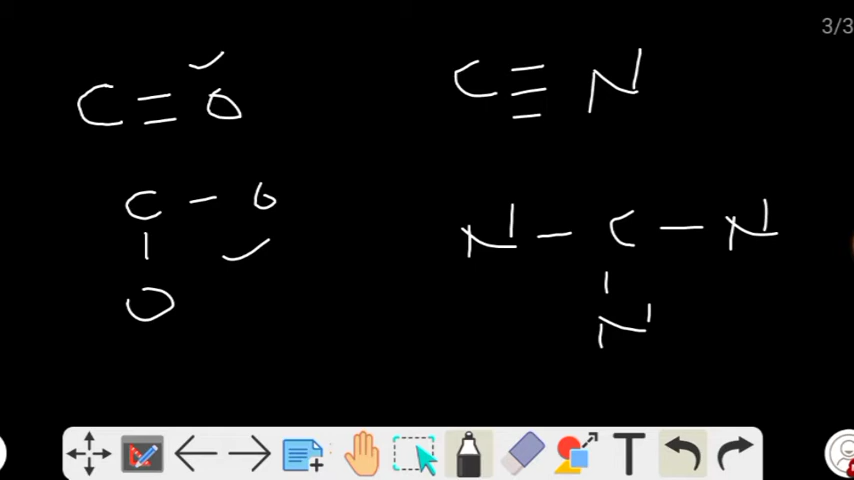 3/3
C = O
C ≡ N
C - O
|
O
N - C - N
|
N
T